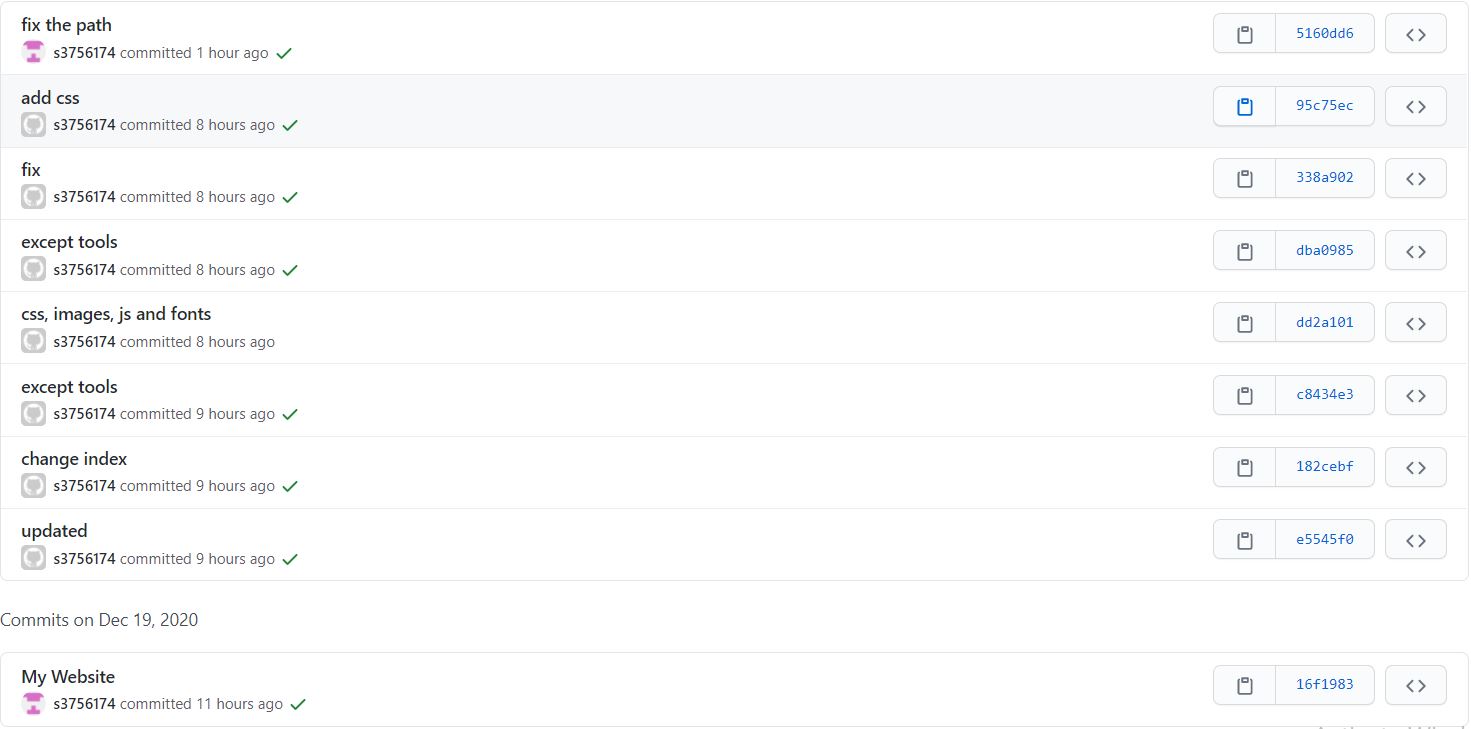 fix the path
s3756174 committed 1 hour ago
5160dd6
add css
s3756174 committed 8 hours ago
95c75ec
fix
s3756174 committed 8 hours ago
338a902
except tools
s3756174 committed 8 hours ago
dba0985
css, images, js and fonts
s3756174 committed 8 hours ago
dd2a101
except tools
s3756174 committed 9 hours ago
c8434e3
change index
s3756174 committed 9 hours ago
182cebf
updated
s3756174 committed 9 hours ago
e5545f0
Commits on Dec 19, 2020
My Website
s3756174 committed 11 hours ago
16f1983